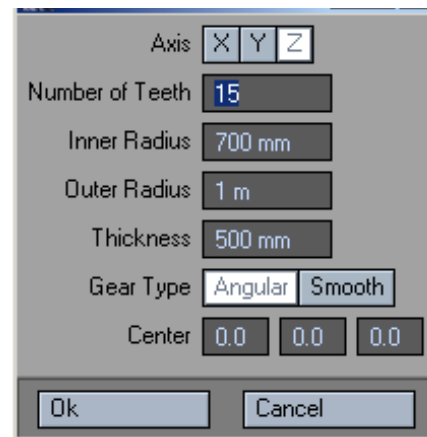 Axis X Y Z
Number of Teeth 15
Inner Radius 700 mm
Outer Radius 1 m
Thickness 500 mm
Gear Type Angular Smooth
Center 0.0 0.0 0.0
Ok Cancel